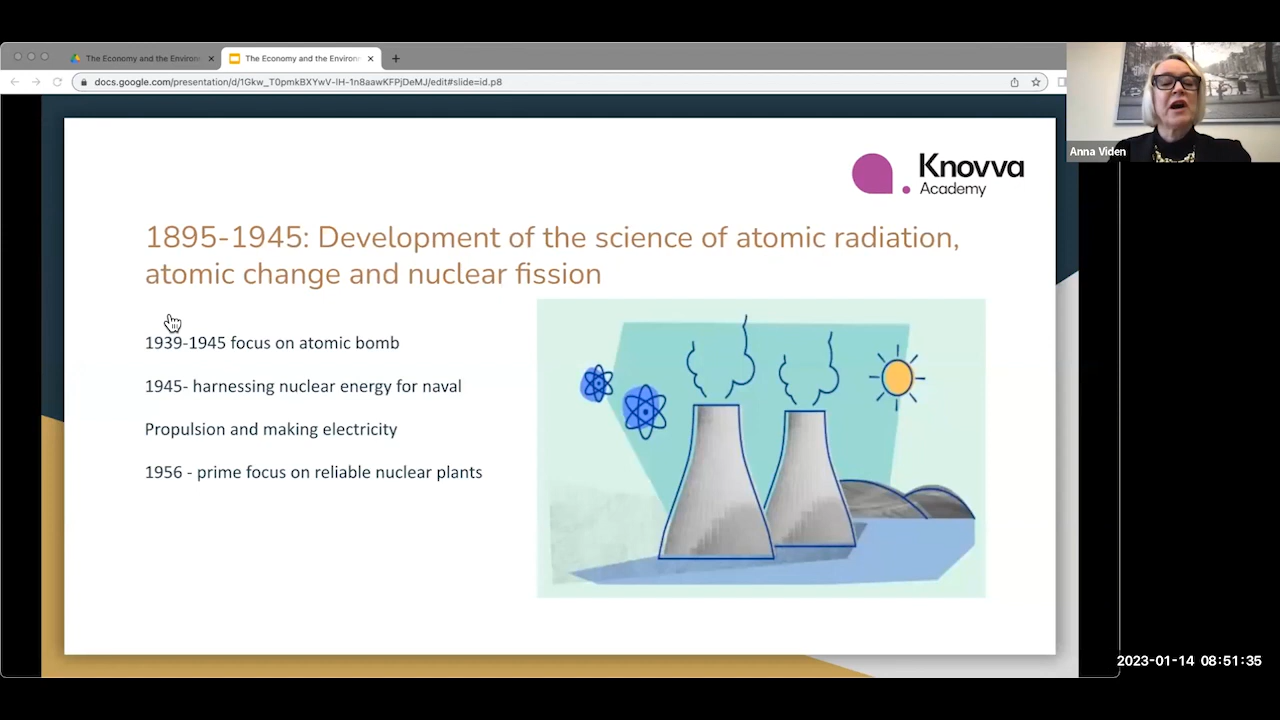 The Economy and the Environ
The Economy and the Environ
docs.google.com/presentation/d/1Gkw_T0pmkBXYwV-IH-1n8aawKFPjDeMJ/edit#slide=id.p8
Anna Viden
Knovva
Academy
1895-1945: Development of the science of atomic radiation,
atomic change and nuclear fission
1939-1945 focus on atomic bomb
1945- harnessing nuclear energy for naval
Propulsion and making electricity
1956 - prime focus on reliable nuclear plants
2023-01-14 08:51:35